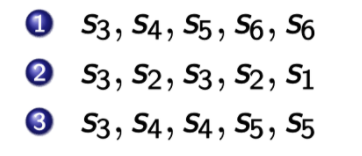 1 s₃, s₄, s₅, s₆, s₆
2 s₃, s₂, s₃, s₂, s₁
3 s₃, s₄, s₄, s₅, s₅